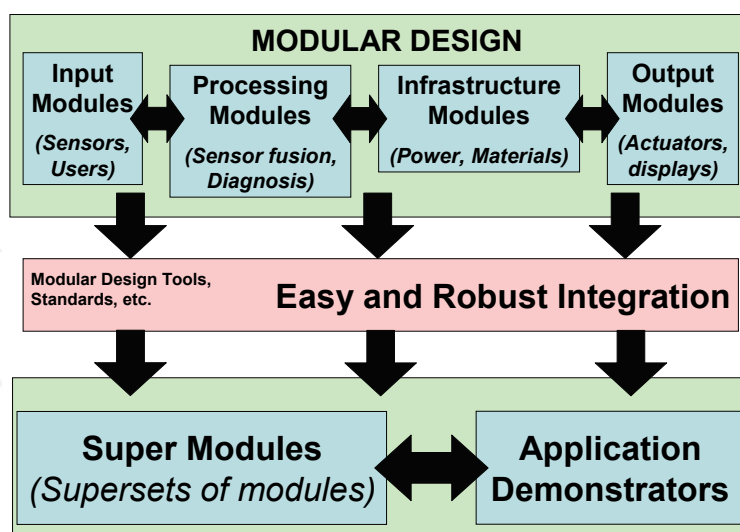 MODULAR DESIGN
Input
Modules
(Sensors,
Users)
Processing
Modules
(Sensor fusion,
Diagnosis)
Infrastructure
Modules
(Power, Materials)
Output
Modules
(Actuators,
displays)
Modular Design Tools,
Standards, etc.
Easy and Robust Integration
Super Modules
(Supersets of modules)
Application
Demonstrators